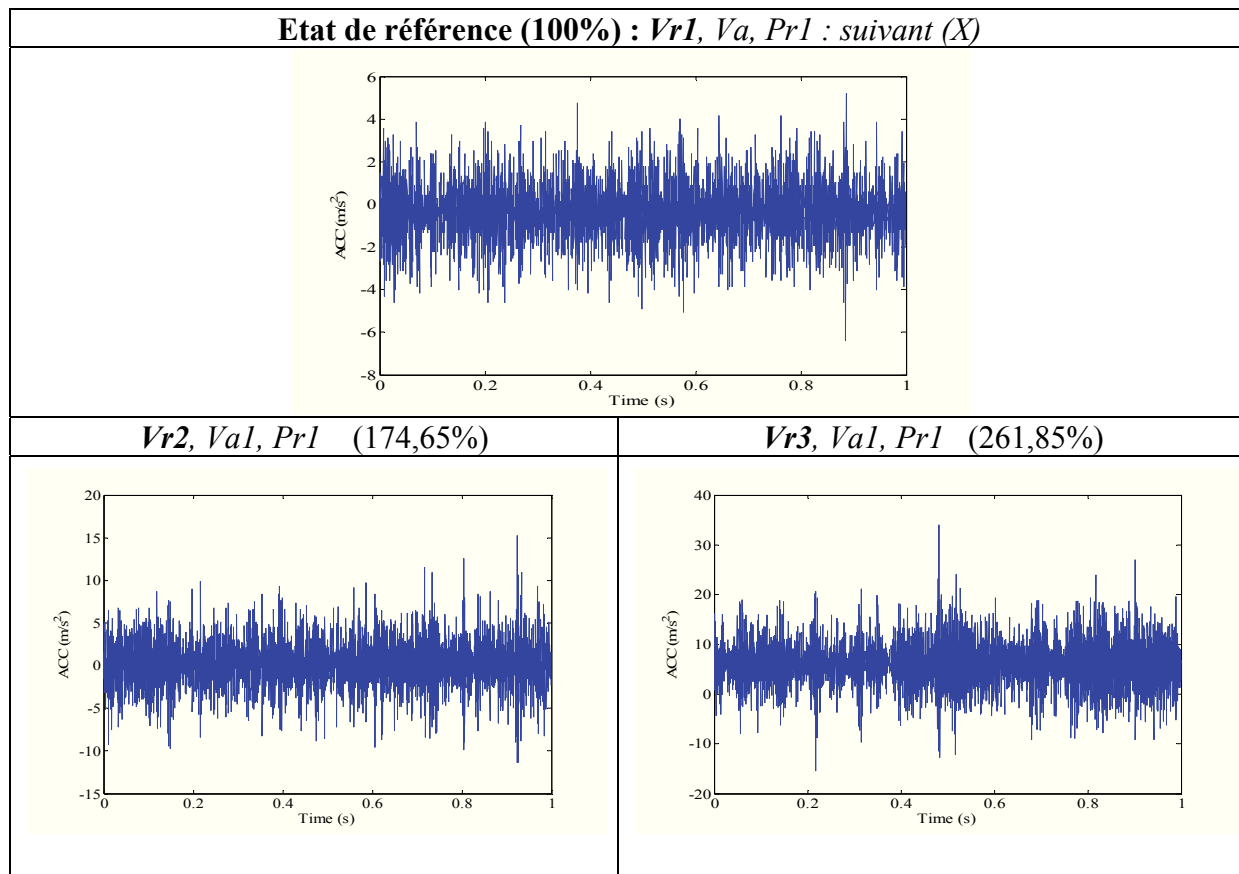 Etat de référence (100%) : Vr1, Va, Pr1 : suivant (X)
6
4
2
0
-2
-4
-6
-8
ACC (m/s²)
0 0.2 0.4 0.6 0.8 1
Time (s)
Vr2, Va1, Pr1 (174,65%)
Vr3, Va1, Pr1 (261,85%)
20
15
10
5
0
-5
-10
-15
ACC (m/s²)
0 0.2 0.4 0.6 0.8 1
Time (s)
40
30
20
10
0
-10
-20
ACC (m/s²)
0 0.2 0.4 0.6 0.8 1
Time (s)